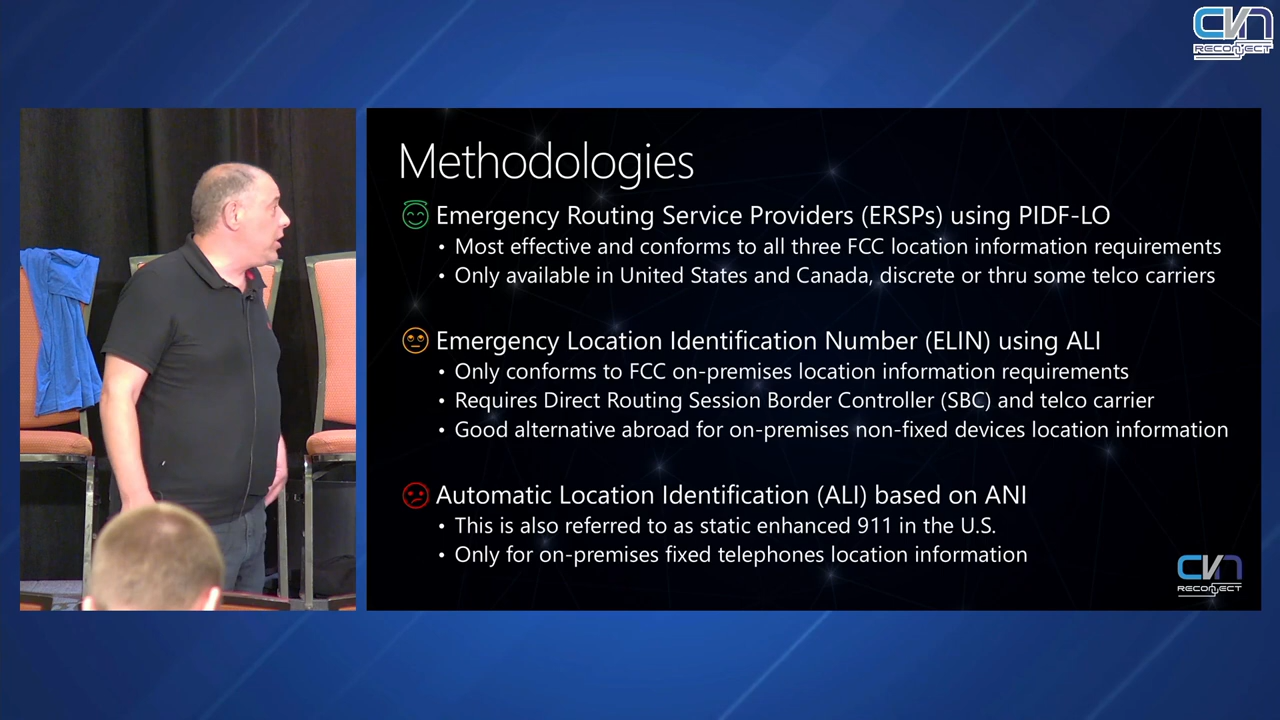 CVN
RECONNECT
Methodologies
Emergency Routing Service Providers (ERSPs) using PIDF-LO
• Most effective and conforms to all three FCC location information requirements
• Only available in United States and Canada, discrete or thru some telco carriers
Emergency Location Identification Number (ELIN) using ALI
• Only conforms to FCC on-premises location information requirements
• Requires Direct Routing Session Border Controller (SBC) and telco carrier
• Good alternative abroad for on-premises non-fixed devices location information
Automatic Location Identification (ALI) based on ANI
• This is also referred to as static enhanced 911 in the U.S.
• Only for on-premises fixed telephones location information
CVN
RECONNECT